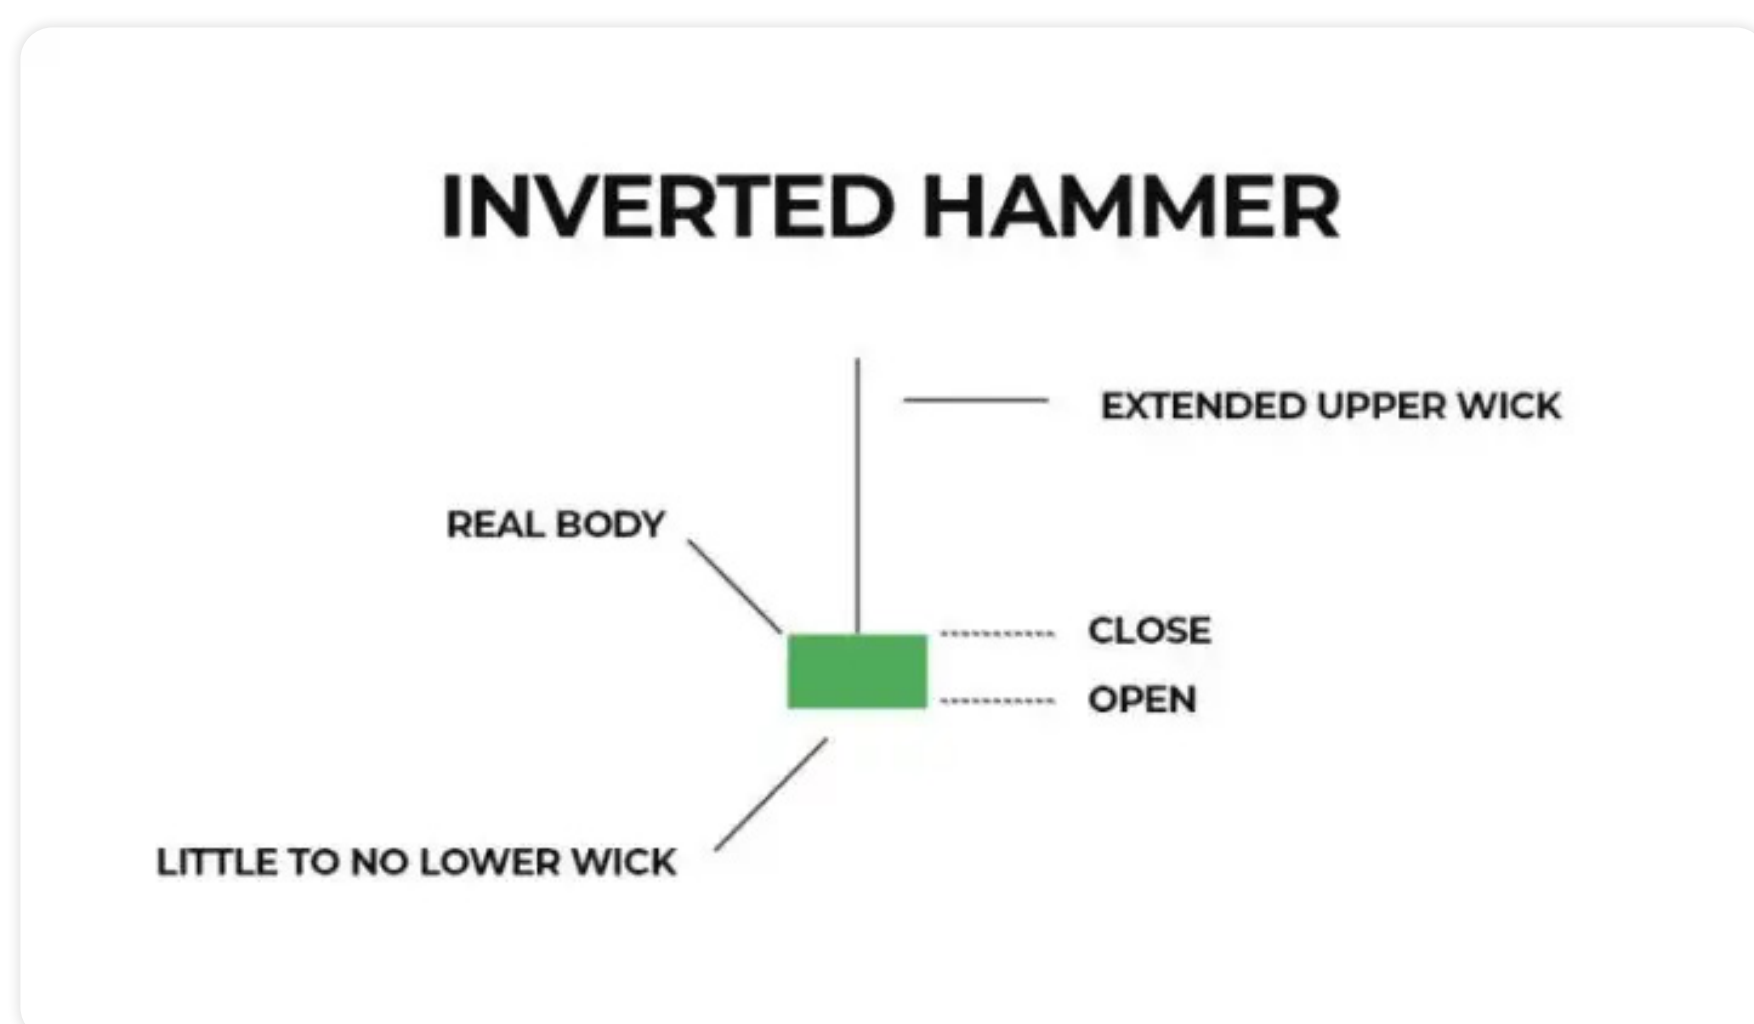 INVERTED HAMMER
EXTENDED UPPER WICK
REAL BODY
CLOSE
OPEN
LITTLE TO NO LOWER WICK